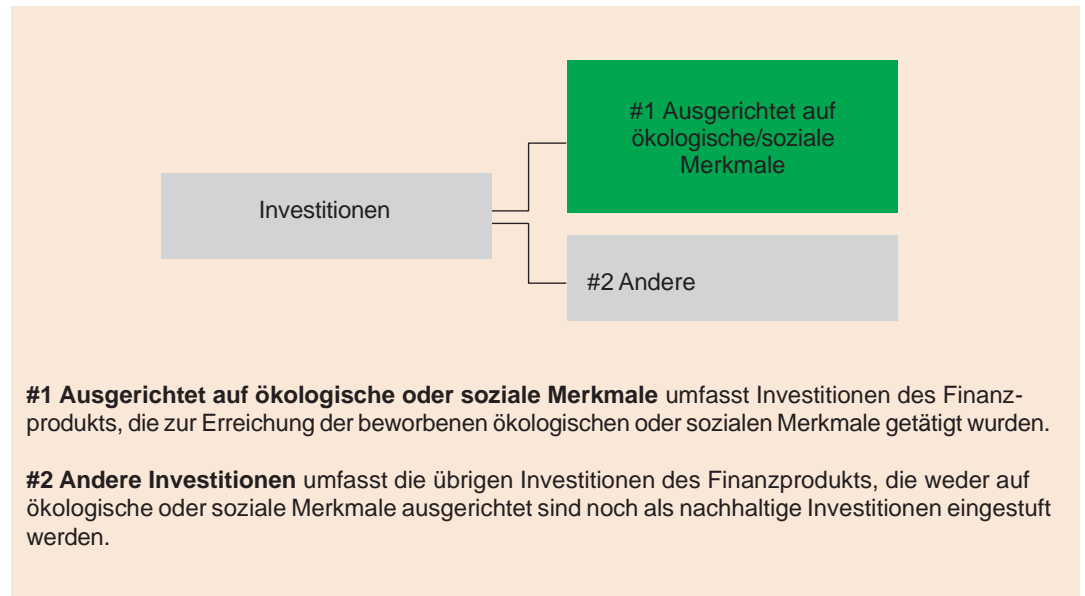 #1 Ausgerichtet auf
ökologische/soziale
Merkmale
Investitionen
#2 Andere
#1 Ausgerichtet auf ökologische oder soziale Merkmale umfasst Investitionen des Finanz-
produkts, die zur Erreichung der beworbenen ökologischen oder sozialen Merkmale getätigt wurden.
#2 Andere Investitionen umfasst die übrigen Investitionen des Finanzprodukts, die weder auf
ökologische oder soziale Merkmale ausgerichtet sind noch als nachhaltige Investitionen eingestuft
werden.